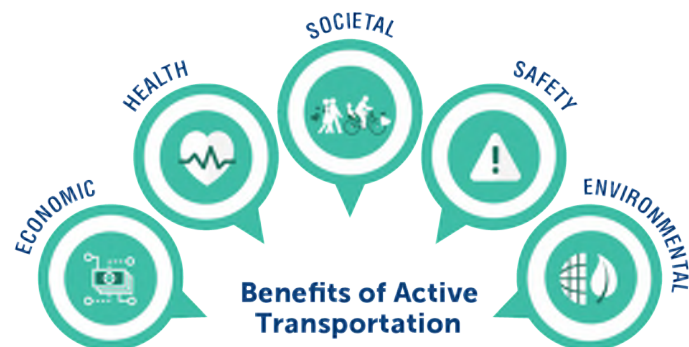 ECONOMIC
HEALTH
SOCIETAL
SAFETY
ENVIRONMENTAL
Benefits of Active
Transportation